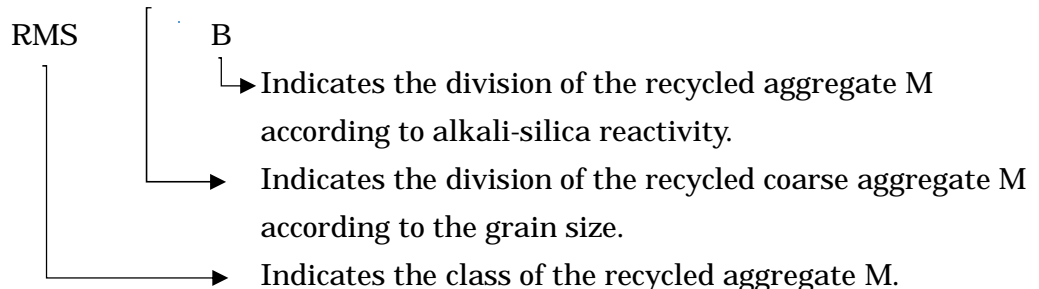 RMS B
Indicates the division of the recycled aggregate M
according to alkali-silica reactivity.
Indicates the division of the recycled coarse aggregate M
according to the grain size.
Indicates the class of the recycled aggregate M.